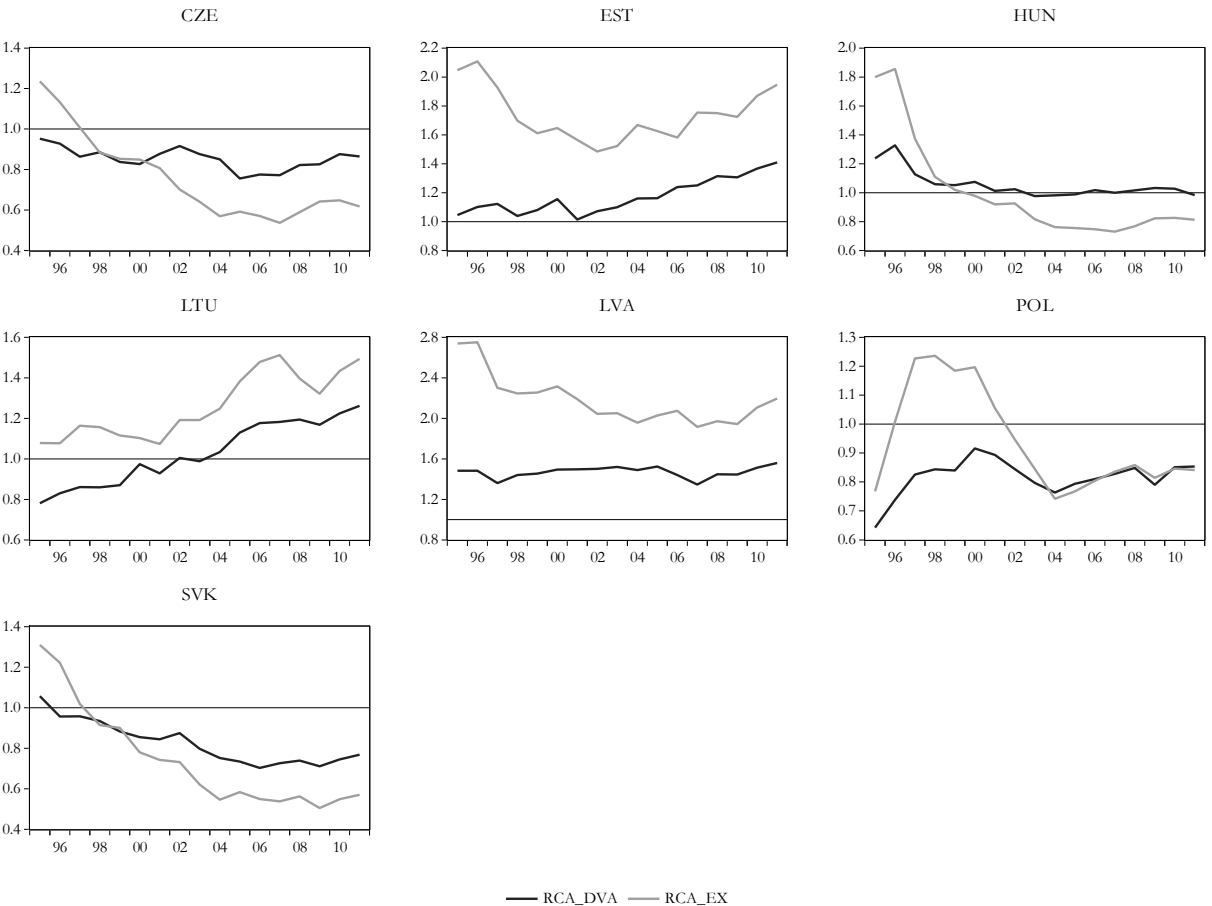 CZE EST HUN
1.4 2.2 2.0
2.0 1.8
1.2 1.8 1.6
1.0 1.6 1.4
0.8 1.4 1.2
1.2 1.0
0.6 1.0 0.8
0.4 0.8 0.6
96 98 00 02 04 06 08 10 96 98 00 02 04 06 08 10 96 98 00 02 04 06 08 10
LTU LVA POL
1.6 2.8 1.3
1.4 2.4 1.2
1.1
1.2 2.0 1.0
1.0 1.6 0.9
0.8
0.8 1.2 0.7
0.6 0.8 0.6
96 98 00 02 04 06 08 10 96 98 00 02 04 06 08 10 96 98 00 02 04 06 08 10
SVK
1.4
1.2
1.0
0.8
0.6
0.4
96 98 00 02 04 06 08 10
RCA_DVA RCA_EX